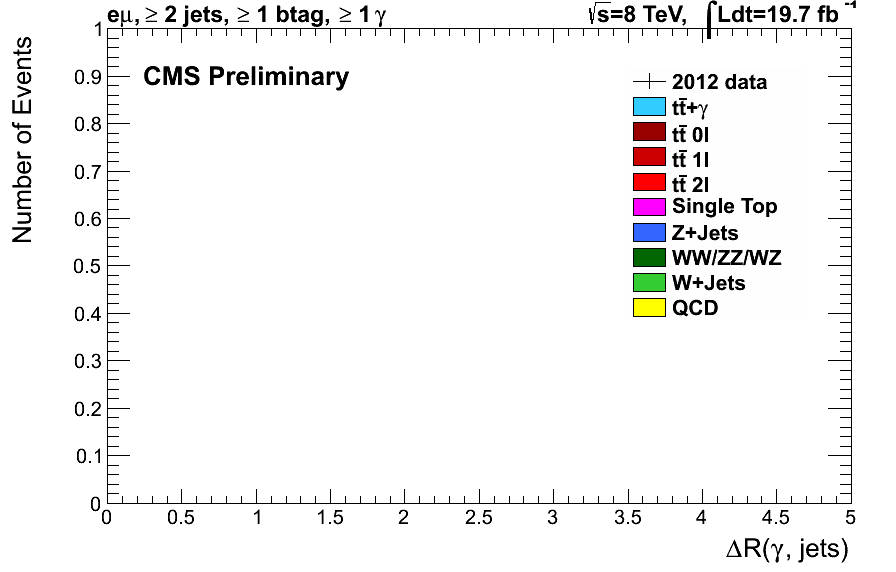 eμ, ≥ 2 jets, ≥ 1 btag, ≥ 1 γ
√s=8 TeV, ∫Ldt=19.7 fb⁻¹
Number of Events
CMS Preliminary
2012 data
tt̄+γ
tt̄ 0l
tt̄ 1l
tt̄ 2l
Single Top
Z+Jets
WW/ZZ/WZ
W+Jets
QCD
1
0.9
0.8
0.7
0.6
0.5
0.4
0.3
0.2
0.1
0
0 0.5 1 1.5 2 2.5 3 3.5 4 4.5 5
ΔR(γ, jets)